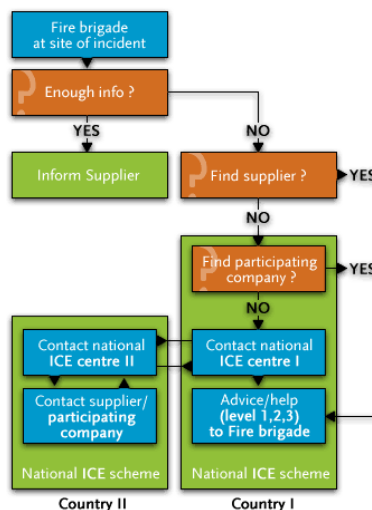 Fire brigade
at site of incident
Enough info ?
YES
NO
Inform Supplier
Find supplier ?
YES
NO
Find participating
company ?
YES
NO
Contact national
ICE centre II
Contact national
ICE centre I
Contact supplier/
participating
company
Advice/help
(level 1,2,3)
to Fire brigade
National ICE scheme
National ICE scheme
Country II
Country I